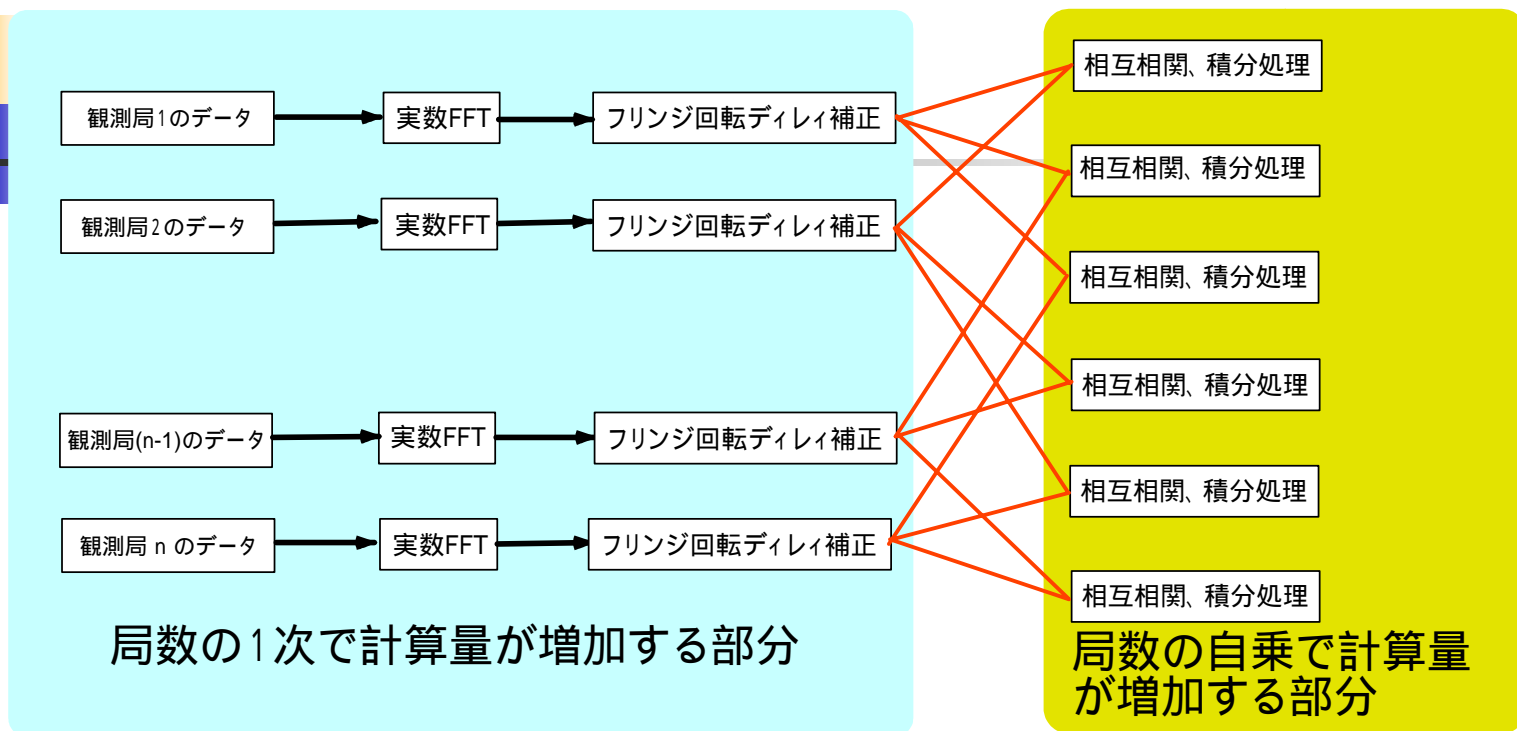 観測局1のデータ
実数FFT
フリンジ回転ディレィ補正
観測局2のデータ
実数FFT
フリンジ回転ディレィ補正
観測局(n-1)のデータ
実数FFT
フリンジ回転ディレィ補正
観測局 n のデータ
実数FFT
フリンジ回転ディレィ補正
局数の1次で計算量が増加する部分
相互相関、積分処理
相互相関、積分処理
相互相関、積分処理
相互相関、積分処理
相互相関、積分処理
相互相関、積分処理
局数の自乗で計算量
が増加する部分